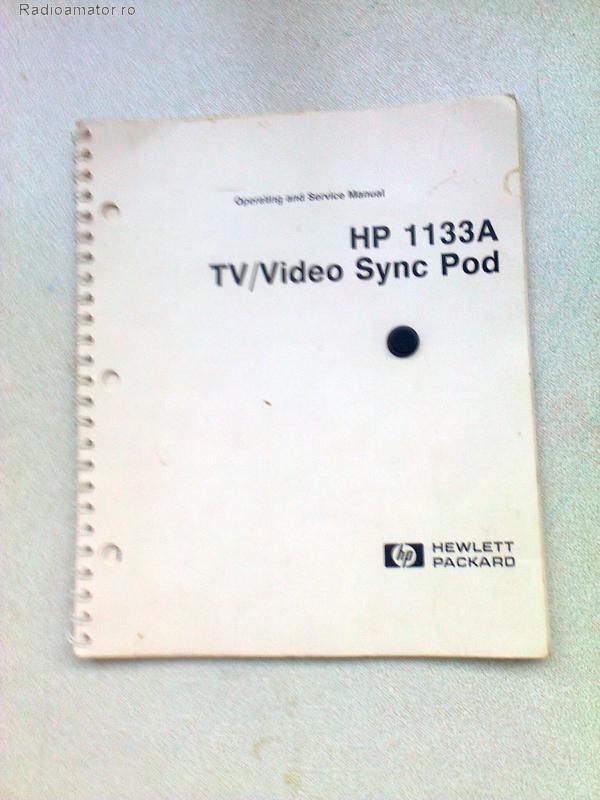 Radioamator.ro
Operating and Service Manual
HP 1133A
TV/Video Sync Pod
hp
HEWLETT
PACKARD